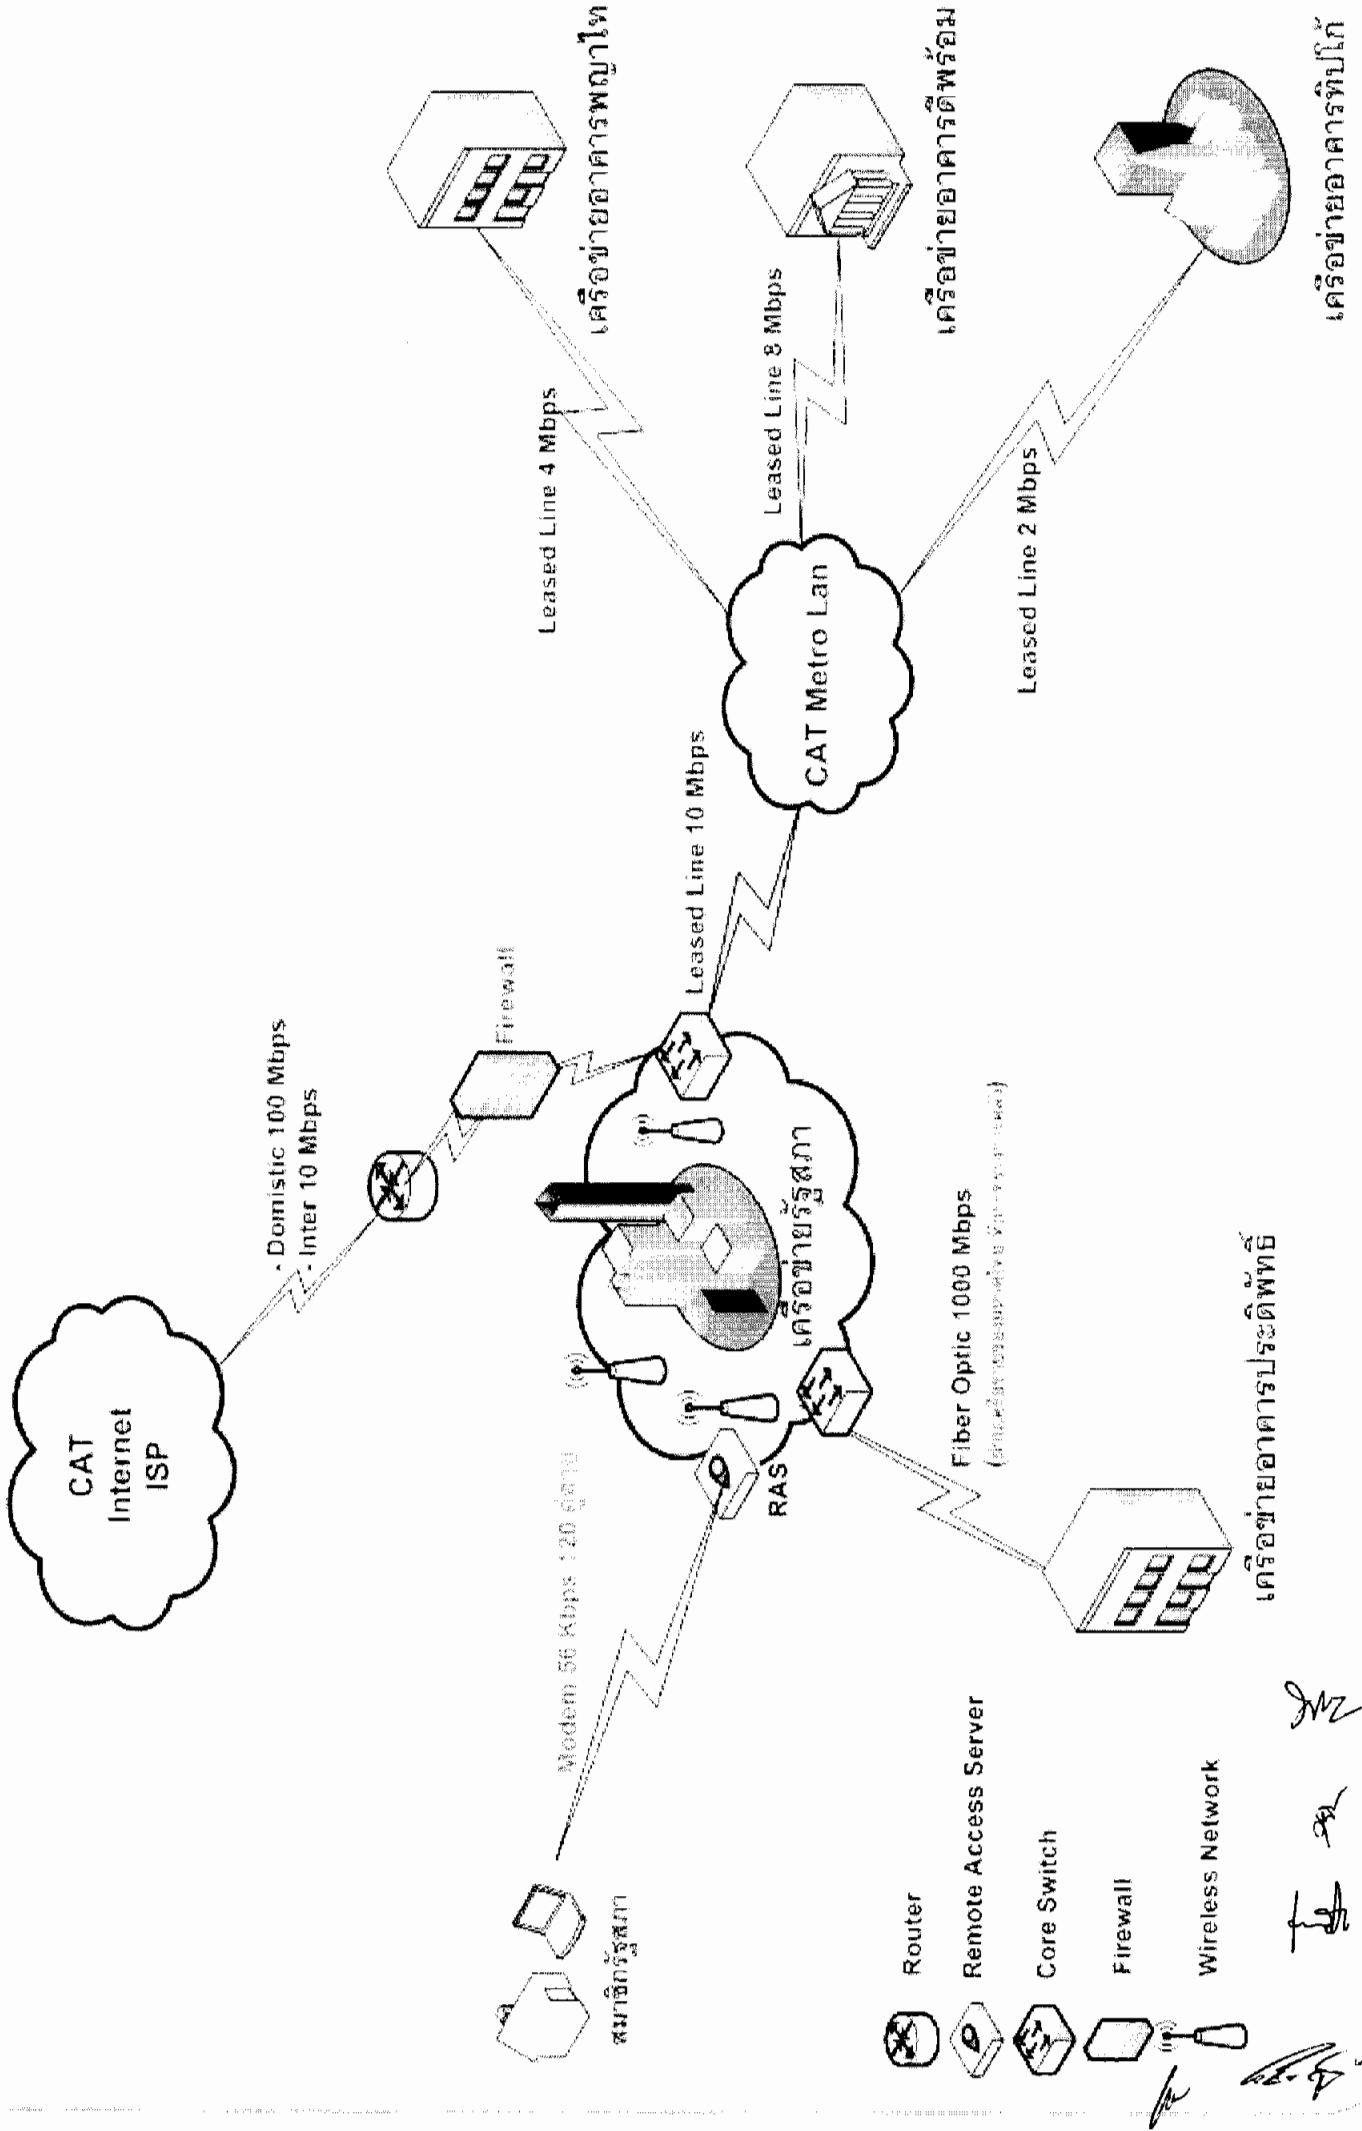 CAT
Internet
ISP
- Domistic 100 Mbps
- Inter 10 Mbps
Firewall
Modem 56 Kbps 120 คู่สาย
สมาชิกรัฐสภา
RAS
เครือข่ายรัฐสภา
Leased Line 10 Mbps
CAT Metro Lan
Leased Line 4 Mbps
เครือข่ายอาคารพญาไท
Leased Line 8 Mbps
เครือข่ายอาคารดีพร้อม
Leased Line 2 Mbps
เครือข่ายอาคารทิปโก้
Fiber Optic 1000 Mbps
เครือข่ายอาคารประดิพัทธ์
Router
Remote Access Server
Core Switch
Firewall
Wireless Network